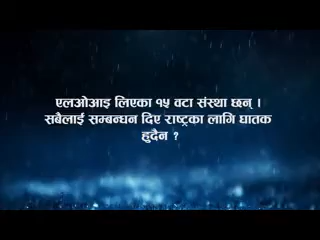 एलओआइ लिएका १५ वटा संस्था छन् ।
सबैलाई सम्बन्धन दिए राष्ट्रका लागि घातक
हुदैन ?